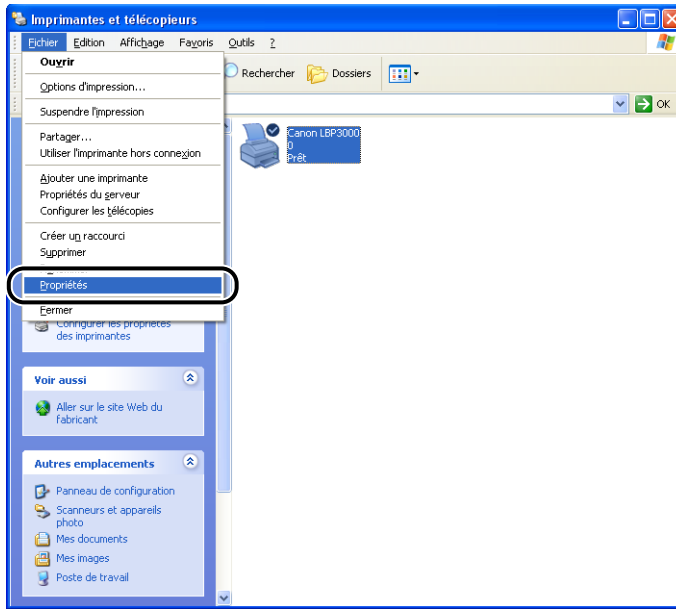 Imprimantes et télécopieurs
Fichier Edition Affichage Favoris Outils ?
Rechercher Dossiers
OK
Ouvrir
Options d'impression...
Suspendre l'impression
Partager...
Utiliser l'imprimante hors connexion
Ajouter une imprimante
Propriétés du serveur
Configurer les télécopies
Créer un raccourci
Supprimer
Propriétés
Fermer
Canon LBP3000
0
Prêt
Configurer les propriétés
des imprimantes
Voir aussi
Aller sur le site Web du
fabricant
Autres emplacements
Panneau de configuration
Scanneurs et appareils
photo
Mes documents
Mes images
Poste de travail